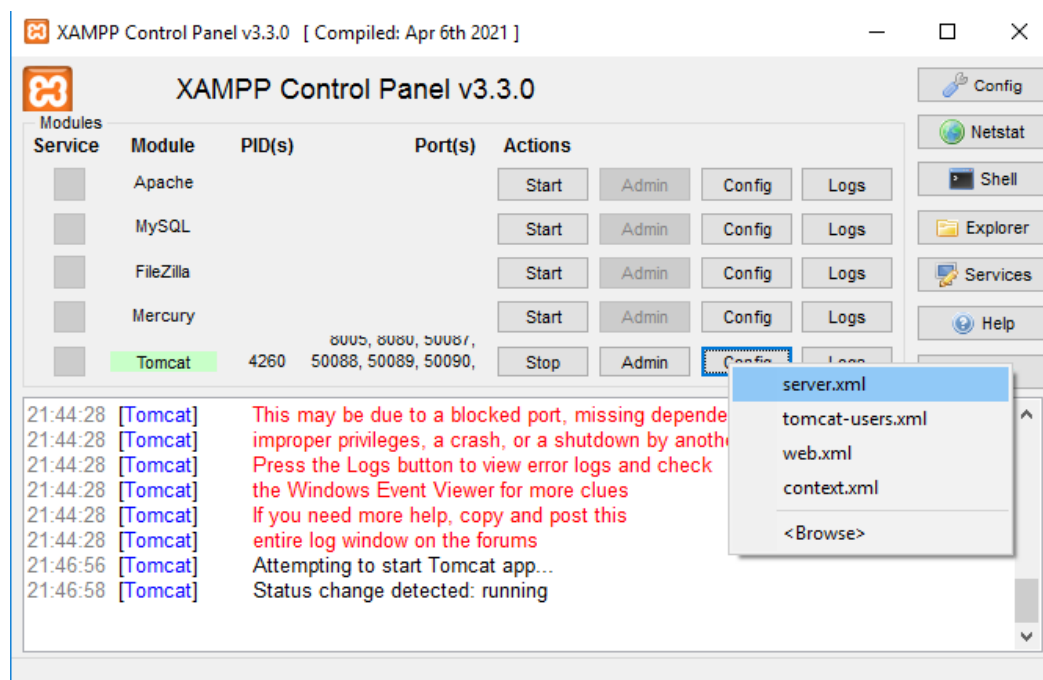 XAMPP Control Panel v3.3.0 [ Compiled: Apr 6th 2021 ]
XAMPP Control Panel v3.3.0
Config
Modules
Service Module PID(s) Port(s) Actions
Netstat
Apache Start Admin Config Logs
Shell
MySQL Start Admin Config Logs
Explorer
FileZilla Start Admin Config Logs
Services
Mercury Start Admin Config Logs
Help
8005, 8080, 50087,
Tomcat 4260 50088, 50089, 50090, Stop Admin Config Logs
server.xml
tomcat-users.xml
web.xml
context.xml
<Browse>
21:44:28 [Tomcat] This may be due to a blocked port, missing depende
21:44:28 [Tomcat] improper privileges, a crash, or a shutdown by anothe
21:44:28 [Tomcat] Press the Logs button to view error logs and check
21:44:28 [Tomcat] the Windows Event Viewer for more clues
21:44:28 [Tomcat] If you need more help, copy and post this
21:44:28 [Tomcat] entire log window on the forums
21:46:56 [Tomcat] Attempting to start Tomcat app...
21:46:58 [Tomcat] Status change detected: running